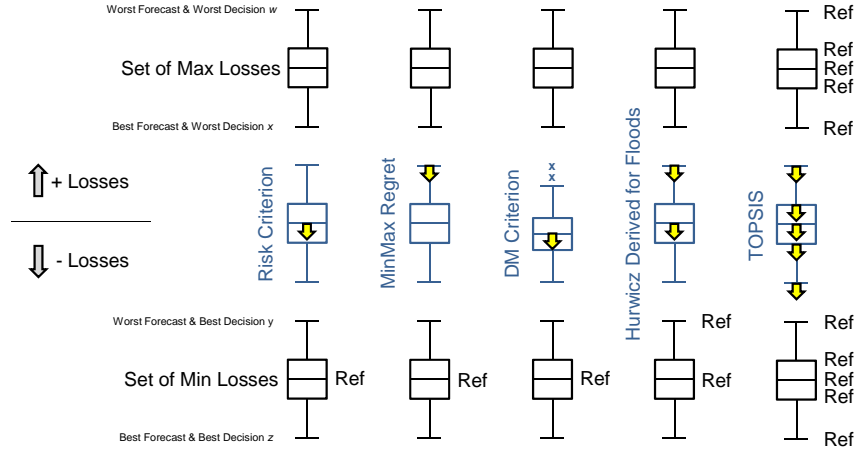 Worst Forecast & Worst Decision w
Ref
Set of Max Losses
Ref
Ref
Ref
Best Forecast & Worst Decision x
Ref
+ Losses
- Losses
Risk Criterion
MinMax Regret
DM Criterion
x
x
Hurwicz Derived for Floods
TOPSIS
Worst Forecast & Best Decision y
Ref
Ref
Set of Min Losses
Ref
Ref
Ref
Ref
Ref
Ref
Ref
Best Forecast & Best Decision z
Ref